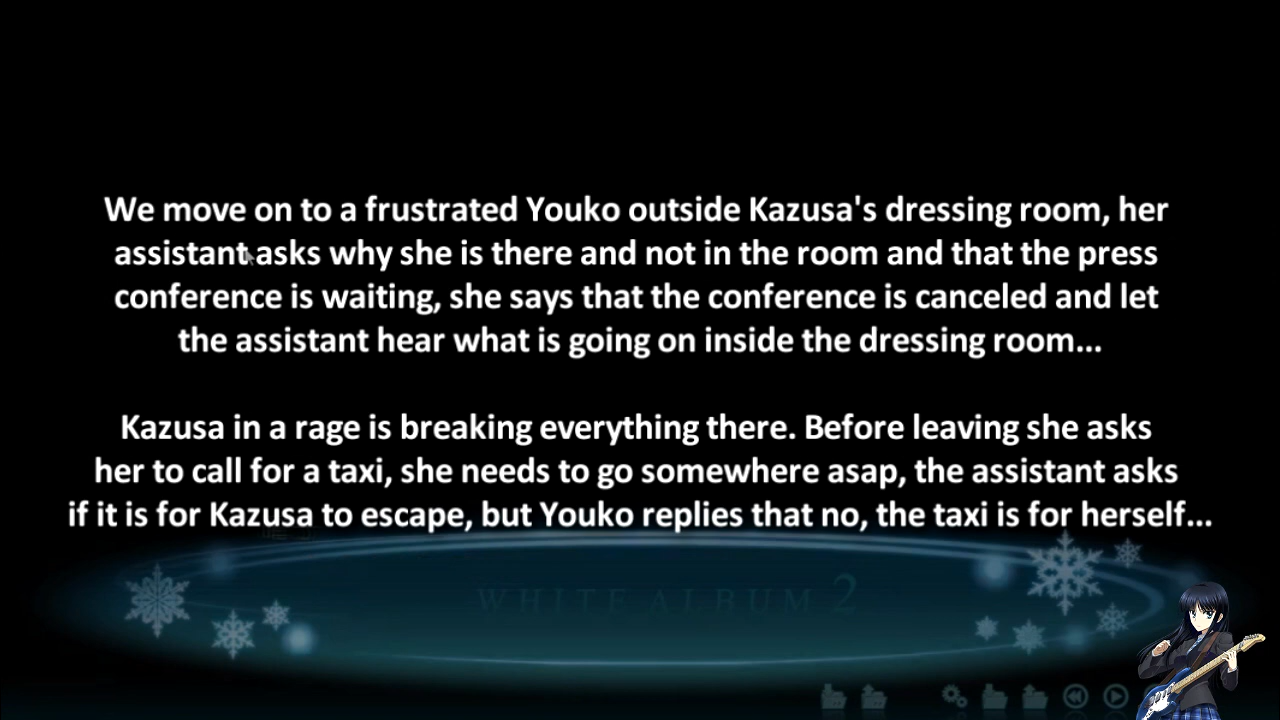 We move on to a frustrated Youko outside Kazusa's dressing room, her
assistant asks why she is there and not in the room and that the press
conference is waiting, she says that the conference is canceled and let
the assistant hear what is going on inside the dressing room...
Kazusa in a rage is breaking everything there. Before leaving she asks
her to call for a taxi, she needs to go somewhere asap, the assistant asks
if it is for Kazusa to escape, but Youko replies that no, the taxi is for herself...
WHITE ALBUM 2